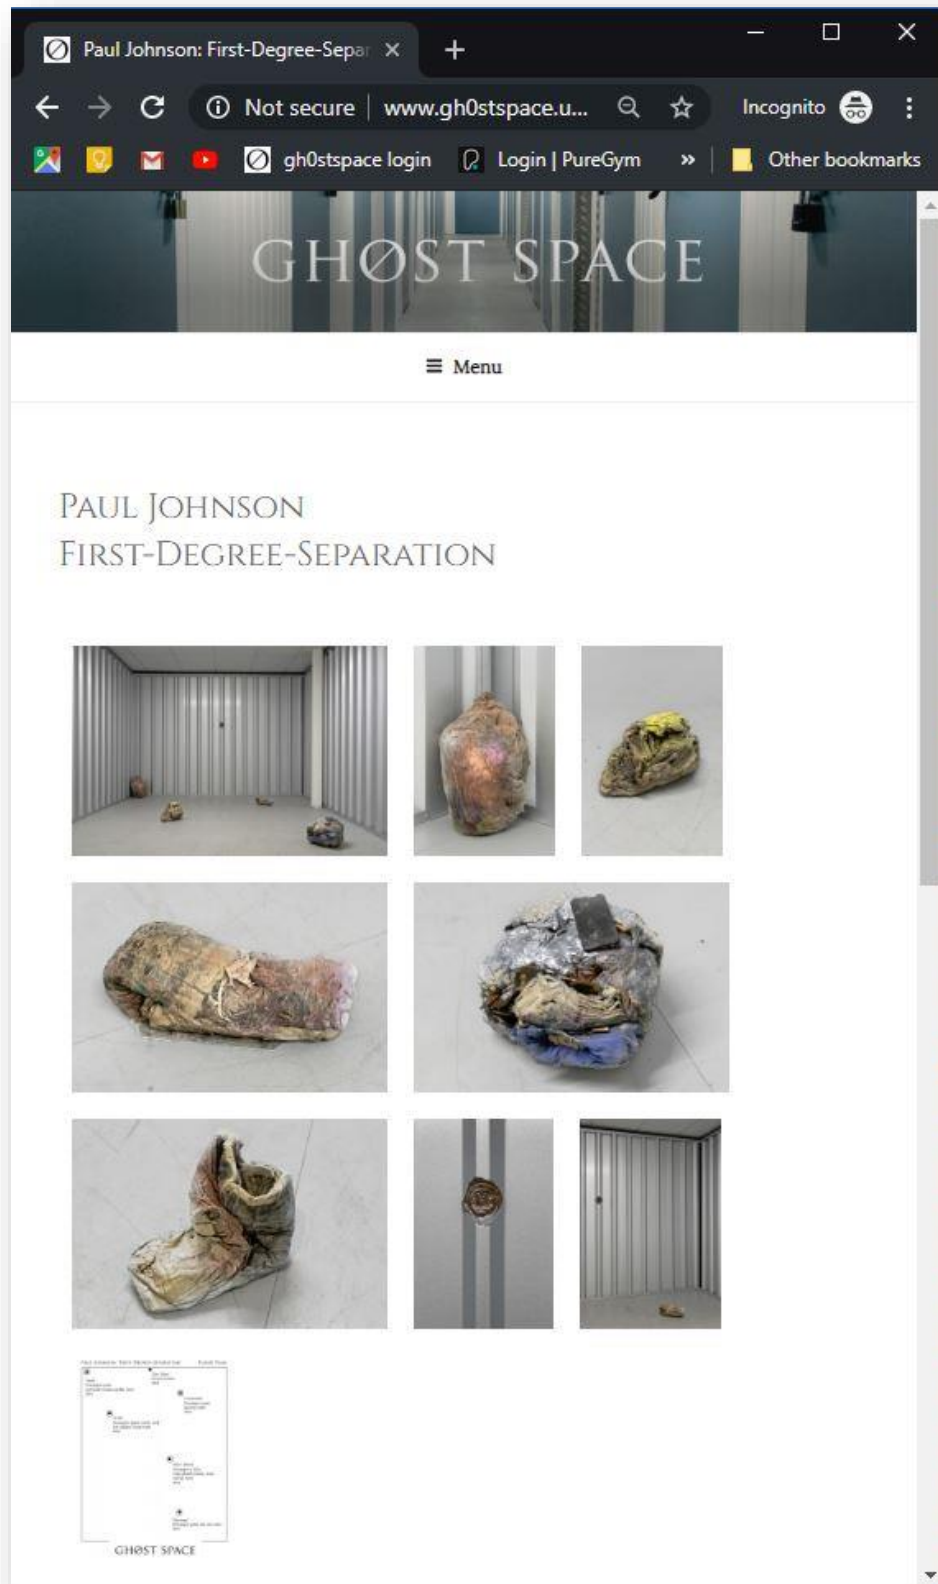 Paul Johnson: First-Degree-Separ
Not secure | www.gh0stspace.u...
Incognito
gh0stspace login
Login | PureGym
»
Other bookmarks
GHØST SPACE
Menu
Paul Johnson
First-Degree-Separation
GHØST SPACE